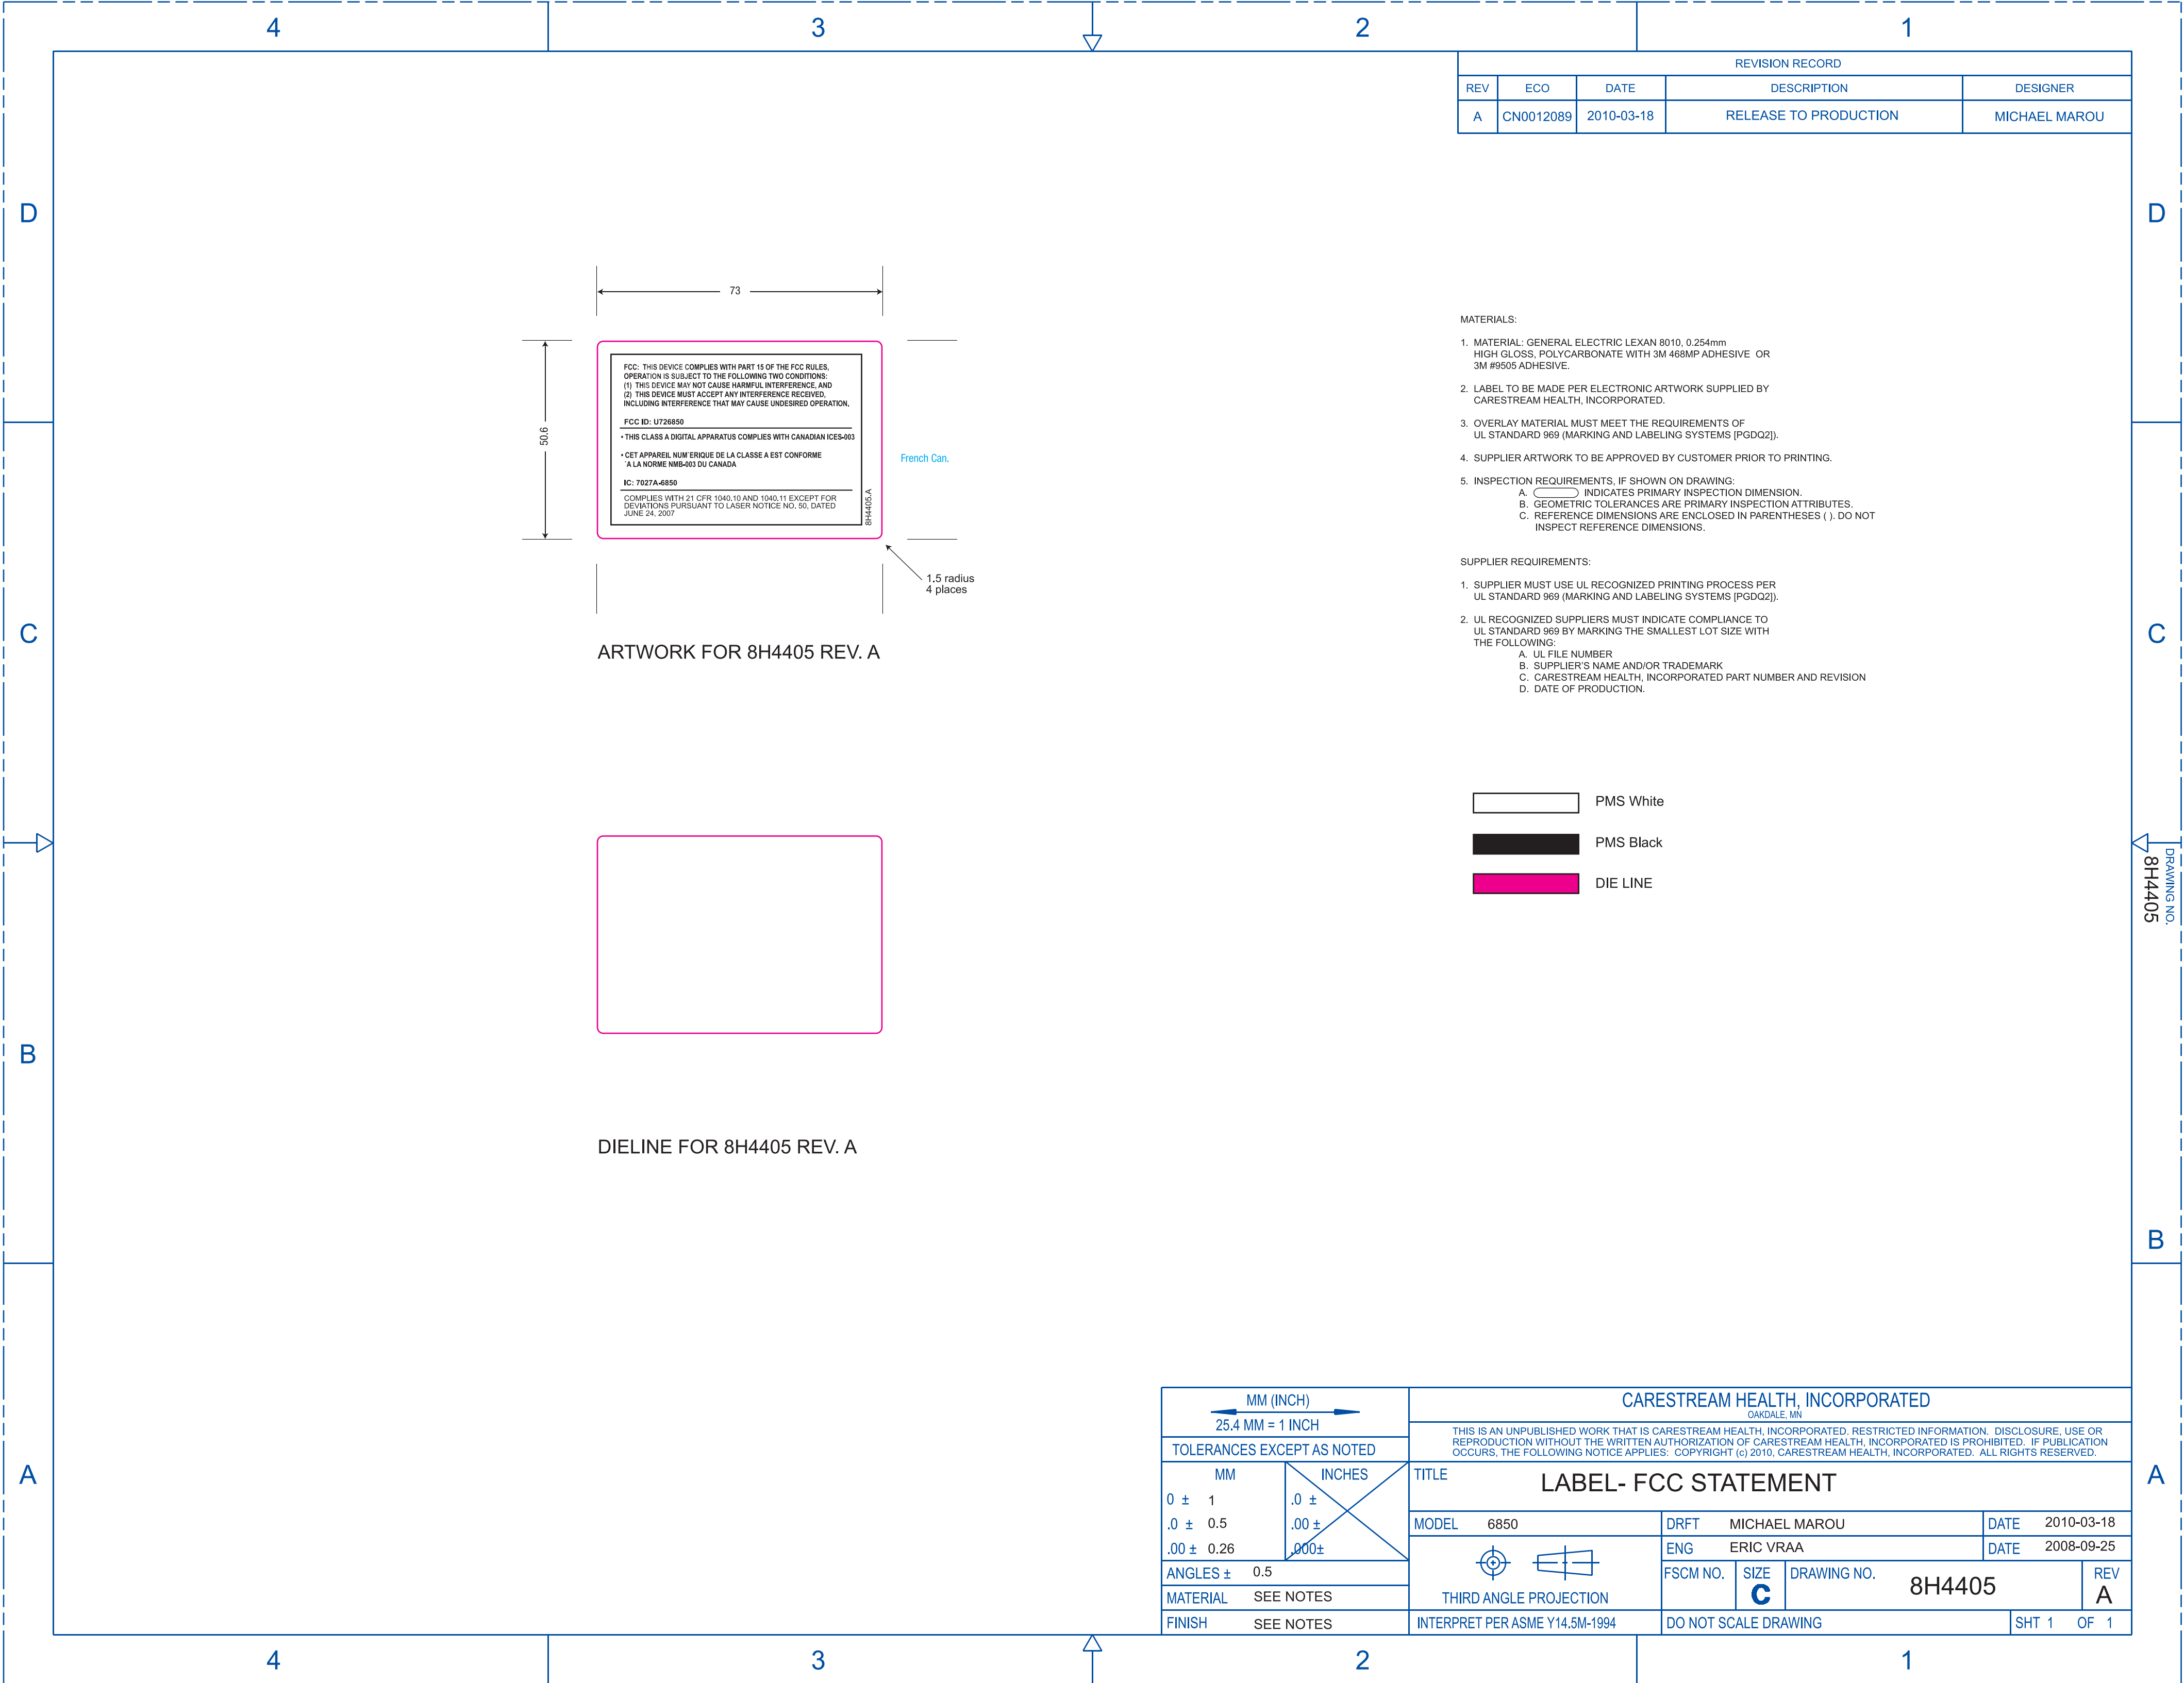 4 3 2 1
REVISION RECORD
REV ECO DATE DESCRIPTION DESIGNER
A CN0012089 2010-03-18 RELEASE TO PRODUCTION MICHAEL MAROU
D
D
73
50.6
FCC: THIS DEVICE COMPLIES WITH PART 15 OF THE FCC RULES,
OPERATION IS SUBJECT TO THE FOLLOWING TWO CONDITIONS:
(1) THIS DEVICE MAY NOT CAUSE HARMFUL INTERFERENCE, AND
(2) THIS DEVICE MUST ACCEPT ANY INTERFERENCE RECEIVED,
INCLUDING INTERFERENCE THAT MAY CAUSE UNDESIRED OPERATION,
FCC ID: U726850
• THIS CLASS A DIGITAL APPARATUS COMPLIES WITH CANADIAN ICES-003
• CET APPAREIL NUM´ERIQUE DE LA CLASSE A EST CONFORME
`A LA NORME NMB-003 DU CANADA
IC: 7027A-6850
COMPLIES WITH 21 CFR 1040.10 AND 1040.11 EXCEPT FOR
DEVIATIONS PURSUANT TO LASER NOTICE NO. 50, DATED
JUNE 24, 2007
8H4405.A
French Can.
1.5 radius
4 places
ARTWORK FOR 8H4405 REV. A
MATERIALS:
1. MATERIAL: GENERAL ELECTRIC LEXAN 8010, 0.254mm
HIGH GLOSS, POLYCARBONATE WITH 3M 468MP ADHESIVE OR
3M #9505 ADHESIVE.
2. LABEL TO BE MADE PER ELECTRONIC ARTWORK SUPPLIED BY
CARESTREAM HEALTH, INCORPORATED.
3. OVERLAY MATERIAL MUST MEET THE REQUIREMENTS OF
UL STANDARD 969 (MARKING AND LABELING SYSTEMS [PGDQ2]).
4. SUPPLIER ARTWORK TO BE APPROVED BY CUSTOMER PRIOR TO PRINTING.
5. INSPECTION REQUIREMENTS, IF SHOWN ON DRAWING:
A. INDICATES PRIMARY INSPECTION DIMENSION.
B. GEOMETRIC TOLERANCES ARE PRIMARY INSPECTION ATTRIBUTES.
C. REFERENCE DIMENSIONS ARE ENCLOSED IN PARENTHESES ( ). DO NOT
INSPECT REFERENCE DIMENSIONS.
SUPPLIER REQUIREMENTS:
1. SUPPLIER MUST USE UL RECOGNIZED PRINTING PROCESS PER
UL STANDARD 969 (MARKING AND LABELING SYSTEMS [PGDQ2]).
2. UL RECOGNIZED SUPPLIERS MUST INDICATE COMPLIANCE TO
UL STANDARD 969 BY MARKING THE SMALLEST LOT SIZE WITH
THE FOLLOWING:
A. UL FILE NUMBER
B. SUPPLIER'S NAME AND/OR TRADEMARK
C. CARESTREAM HEALTH, INCORPORATED PART NUMBER AND REVISION
D. DATE OF PRODUCTION.
C
C
PMS White
PMS Black
DIE LINE
DRAWING NO.
8H4405
B
B
DIELINE FOR 8H4405 REV. A
A
A
MM (INCH)
25.4 MM = 1 INCH
TOLERANCES EXCEPT AS NOTED
MM INCHES
0 ± 1 .0 ±
.0 ± 0.5 .00 ±
.00 ± 0.26 .000±
ANGLES ± 0.5
MATERIAL SEE NOTES
FINISH SEE NOTES
CARESTREAM HEALTH, INCORPORATED
OAKDALE, MN
THIS IS AN UNPUBLISHED WORK THAT IS CARESTREAM HEALTH, INCORPORATED. RESTRICTED INFORMATION. DISCLOSURE, USE OR
REPRODUCTION WITHOUT THE WRITTEN AUTHORIZATION OF CARESTREAM HEALTH, INCORPORATED IS PROHIBITED. IF PUBLICATION
OCCURS, THE FOLLOWING NOTICE APPLIES: COPYRIGHT (c) 2010, CARESTREAM HEALTH, INCORPORATED. ALL RIGHTS RESERVED.
TITLE LABEL- FCC STATEMENT
MODEL 6850
DRFT MICHAEL MAROU DATE 2010-03-18
ENG ERIC VRAA DATE 2008-09-25
THIRD ANGLE PROJECTION
INTERPRET PER ASME Y14.5M-1994
FSCM NO. SIZE C DRAWING NO. 8H4405 REV A
DO NOT SCALE DRAWING SHT 1 OF 1
4 3 2 1